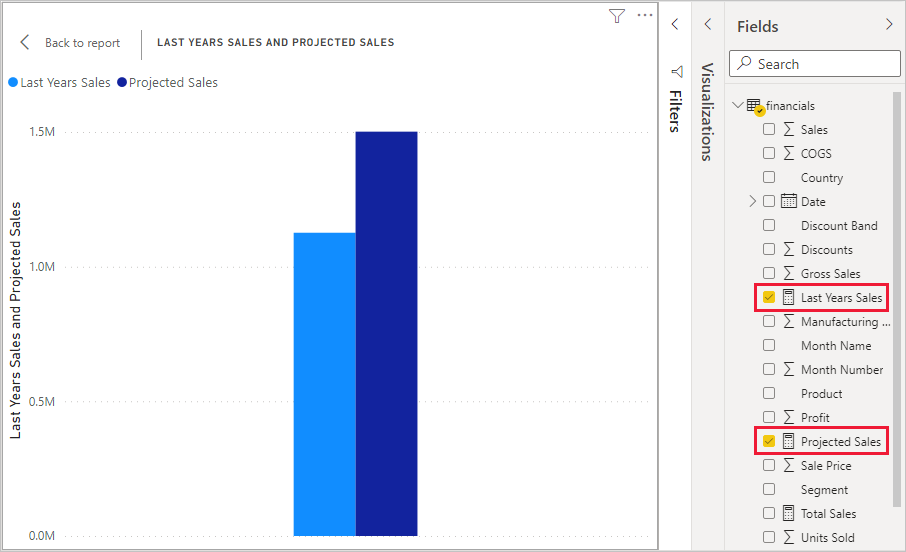 Back to report
LAST YEARS SALES AND PROJECTED SALES
Last Years Sales
Projected Sales
Last Years Sales and Projected Sales
1.5M
1.0M
0.5M
0.0M
Filters
Visualizations
Fields
Search
financials
Sales
COGS
Country
Date
Discount Band
Discounts
Gross Sales
Last Years Sales
Manufacturing ...
Month Name
Month Number
Product
Profit
Projected Sales
Sale Price
Segment
Total Sales
Units Sold